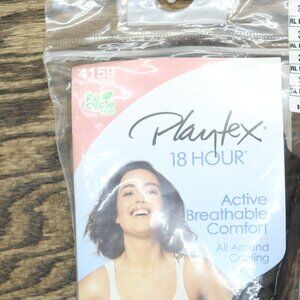 4159
Playtex
18 HOUR
Active
Breathable
Comfort
All Around
Cooling